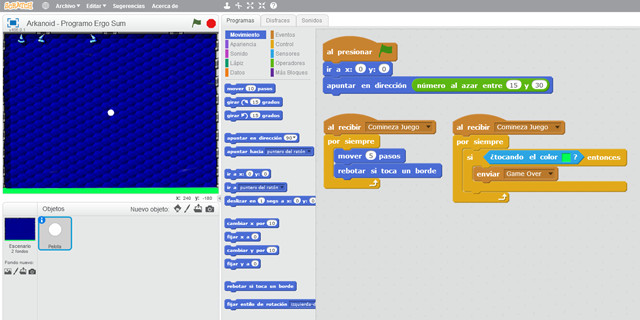 SCRATCH Archivo▼ Editar▼ Sugerencias Acerca de
Arkanoid - Programo Ergo Sum
x: 240 y: -180
Objetos Nuevo objeto:
Escenario
2 fondos
Fondo nuevo:
Pelota
Programas Disfraces Sonidos
Movimiento Eventos
Apariencia Control
Sonido Sensores
Lápiz Operadores
Datos Más Bloques
mover 10 pasos
girar 15 grados
girar 15 grados
apuntar en dirección 90▼
apuntar hacia puntero del ratón
ir a x: 0 y: 0
ir a puntero del ratón
deslizar en 1 segs a x: 0 y: 0
cambiar x por 10
fijar x a 0
cambiar y por 10
fijar y a 0
rebotar si toca un borde
fijar estilo de rotación izquierda-d
al presionar
ir a x: 0 y: 0
apuntar en dirección número al azar entre 15 y 30
al recibir Comineza Juego
por siempre
mover 5 pasos
rebotar si toca un borde
al recibir Comineza Juego
por siempre
si ¿tocando el color ? entonces
enviar Game Over